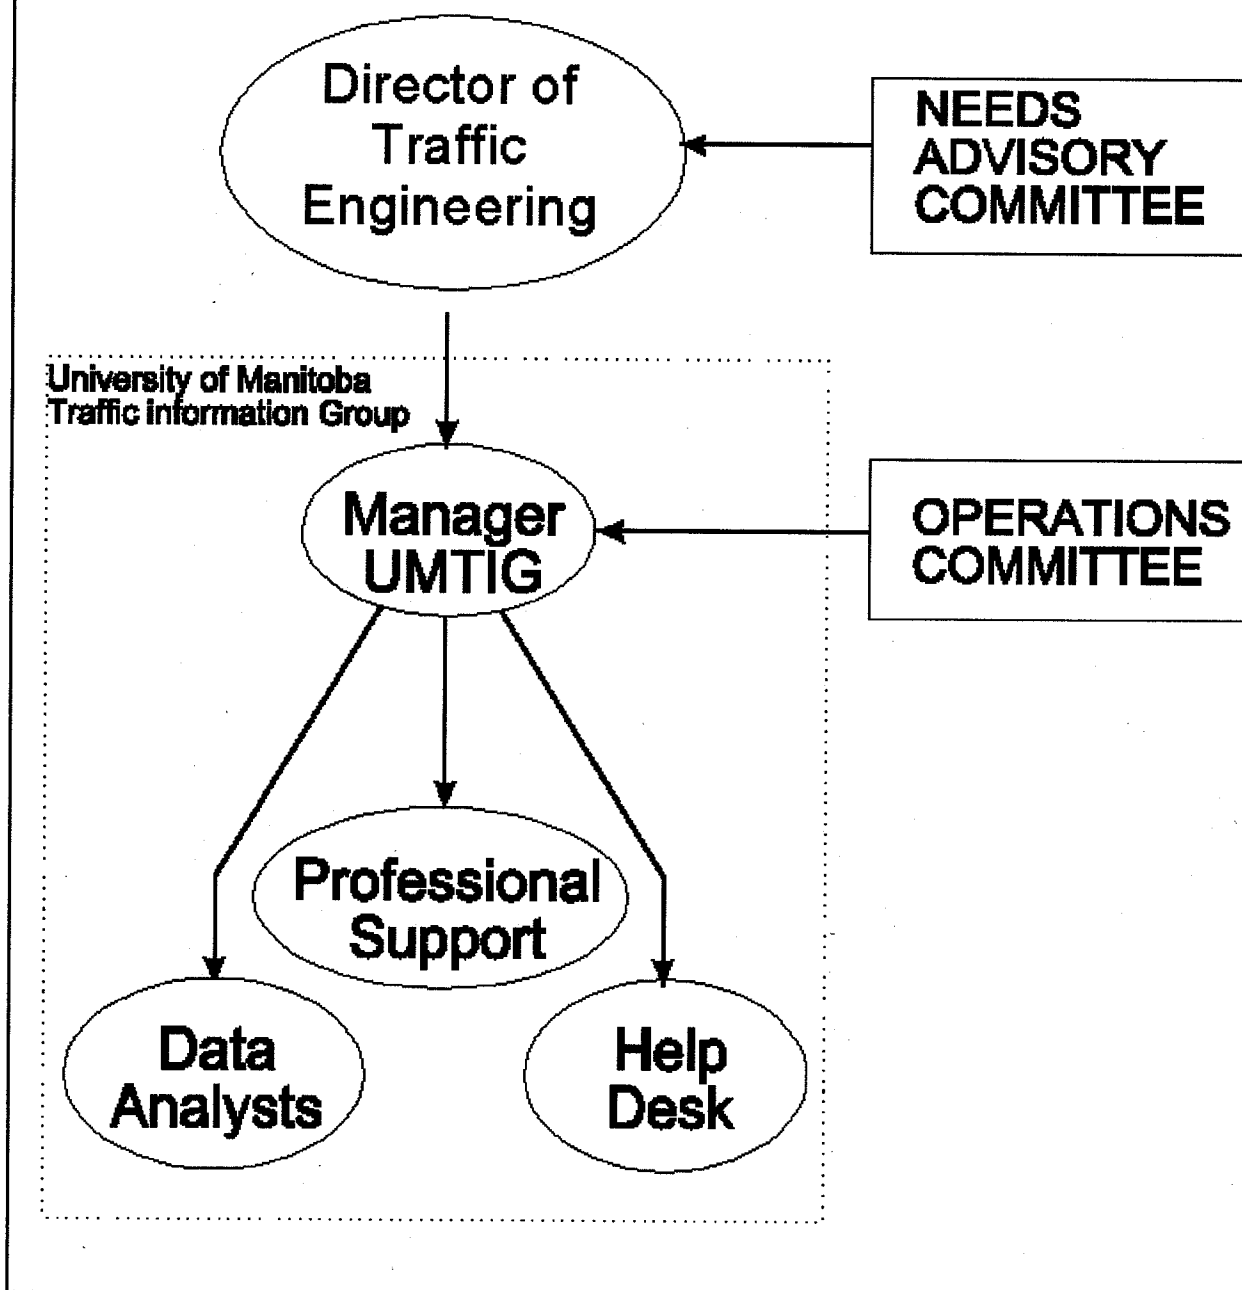 Director of
Traffic
Engineering
NEEDS
ADVISORY
COMMITTEE
University of Manitoba
Traffic Information Group
Manager
UMTIG
OPERATIONS
COMMITTEE
Professional
Support
Data
Analysts
Help
Desk